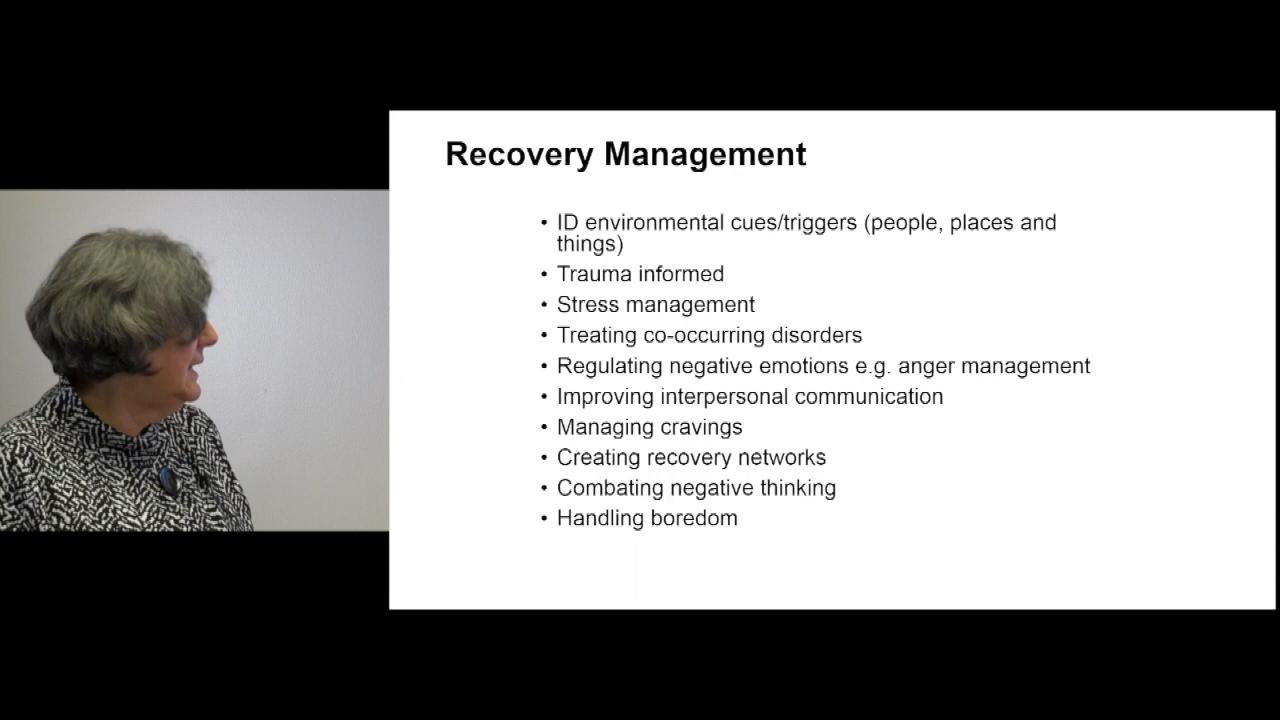 Recovery Management
• ID environmental cues/triggers (people, places and
things)
• Trauma informed
• Stress management
• Treating co-occurring disorders
• Regulating negative emotions e.g. anger management
• Improving interpersonal communication
• Managing cravings
• Creating recovery networks
• Combating negative thinking
• Handling boredom